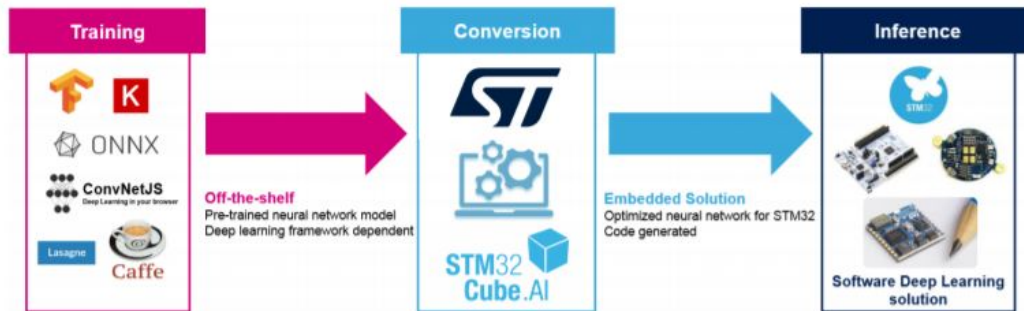 Training
K
ONNX
ConvNetJS
Deep Learning in your browser
Lasagne
Caffe
Off-the-shelf
Pre-trained neural network model
Deep learning framework dependent
Conversion
ST
STM32
Cube.AI
Embedded Solution
Optimized neural network for STM32
Code generated
Inference
STM32
Software Deep Learning
solution